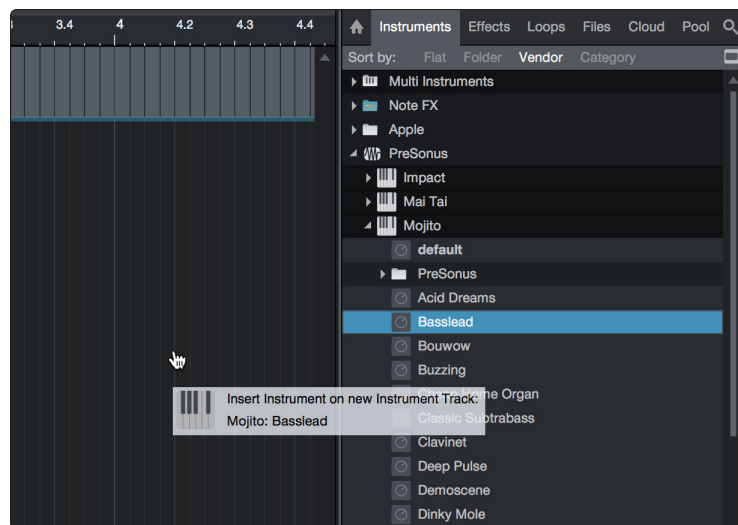 3.4 4 4.2 4.3 4.4
Instruments Effects Loops Files Cloud Pool
Sort by: Flat Folder Vendor Category
Multi Instruments
Note FX
Apple
PreSonus
Impact
Mai Tai
Mojito
default
PreSonus
Acid Dreams
Basslead
Bouwow
Buzzing
Insert Instrument on new Instrument Track:
Mojito: Basslead
Home Organ
Classic Subtrabass
Clavinet
Deep Pulse
Demoscene
Dinky Mole